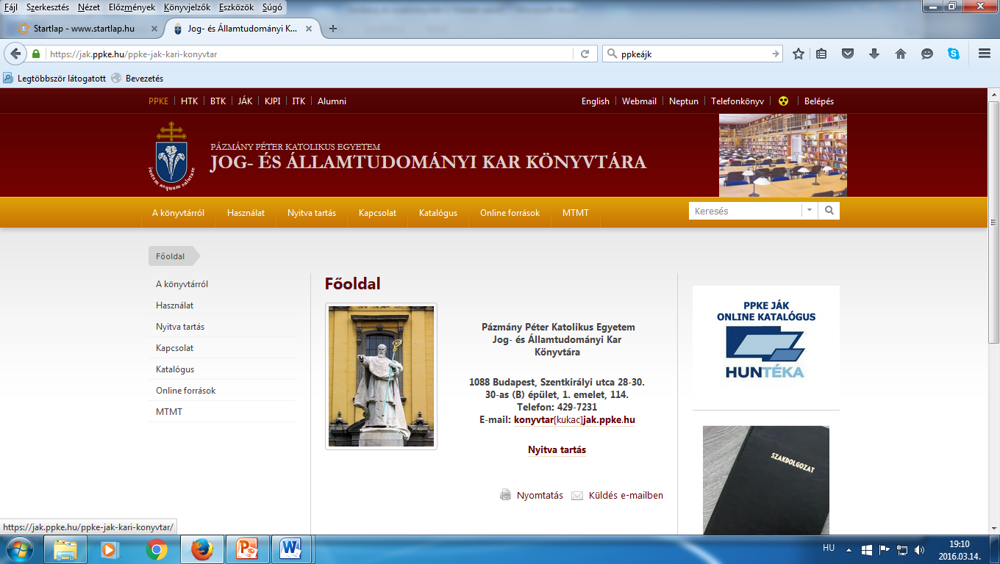 Fájl Szerkesztés Nézet Előzmények Könyvjelzők Eszközök Súgó
Startlap - www.startlap.hu
Jog- és Államtudományi K...
https://jak.ppke.hu/ppke-jak-kari-konyvtar
ppkeájk
Legtöbbször látogatott Bevezetés
PPKE HTK BTK JÁK KJPI ITK Alumni
English Webmail Neptun Telefonkönyv Belépés
iustum aequum salutare
PÁZMÁNY PÉTER KATOLIKUS EGYETEM
JOG- ÉS ÁLLAMTUDOMÁNYI KAR KÖNYVTÁRA
A könyvtárról Használat Nyitva tartás Kapcsolat Katalógus Online források MTMT
Keresés
Főoldal
A könyvtárról
Használat
Nyitva tartás
Kapcsolat
Katalógus
Online források
MTMT
Főoldal
Pázmány Péter Katolikus Egyetem
Jog- és Államtudományi Kar
Könyvtára
1088 Budapest, Szentkirályi utca 28-30.
30-as (B) épület, 1. emelet, 114.
Telefon: 429-7231
E-mail: konyvtar[kukac]jak.ppke.hu
Nyitva tartás
Nyomtatás Küldés e-mailben
PPKE JÁK
ONLINE KATALÓGUS
HUNTÉKA
SZAKDOLGOZAT
https://jak.ppke.hu/ppke-jak-kari-konyvtar/
HU
19:10
2016.03.14.